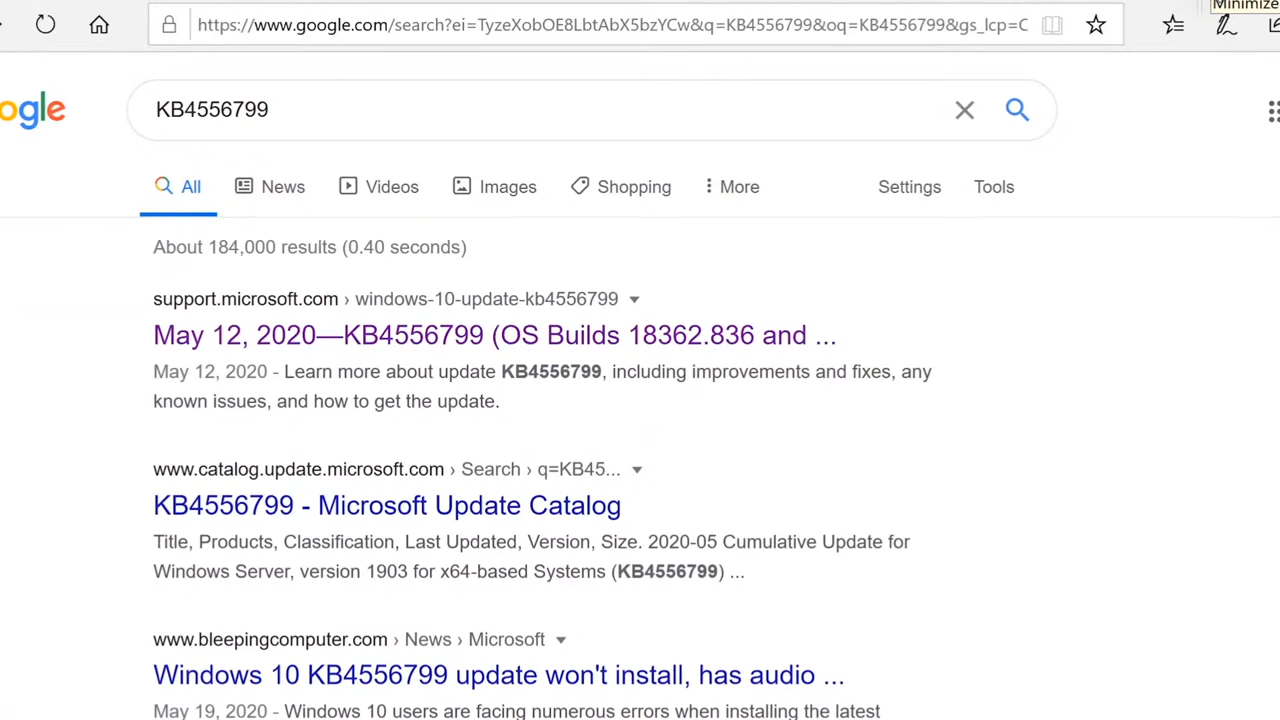 Minimize
https://www.google.com/search?ei=TyzeXobOE8LbtAbX5bzYCw&q=KB4556799&oq=KB4556799&gs_lcp=C
ogle
KB4556799
All News Videos Images Shopping More Settings Tools
About 184,000 results (0.40 seconds)
support.microsoft.com › windows-10-update-kb4556799
May 12, 2020—KB4556799 (OS Builds 18362.836 and ...
May 12, 2020 - Learn more about update KB4556799, including improvements and fixes, any
known issues, and how to get the update.
www.catalog.update.microsoft.com › Search › q=KB45...
KB4556799 - Microsoft Update Catalog
Title, Products, Classification, Last Updated, Version, Size. 2020-05 Cumulative Update for
Windows Server, version 1903 for x64-based Systems (KB4556799) ...
www.bleepingcomputer.com › News › Microsoft
Windows 10 KB4556799 update won't install, has audio ...
May 19, 2020 - Windows 10 users are facing numerous errors when installing the latest